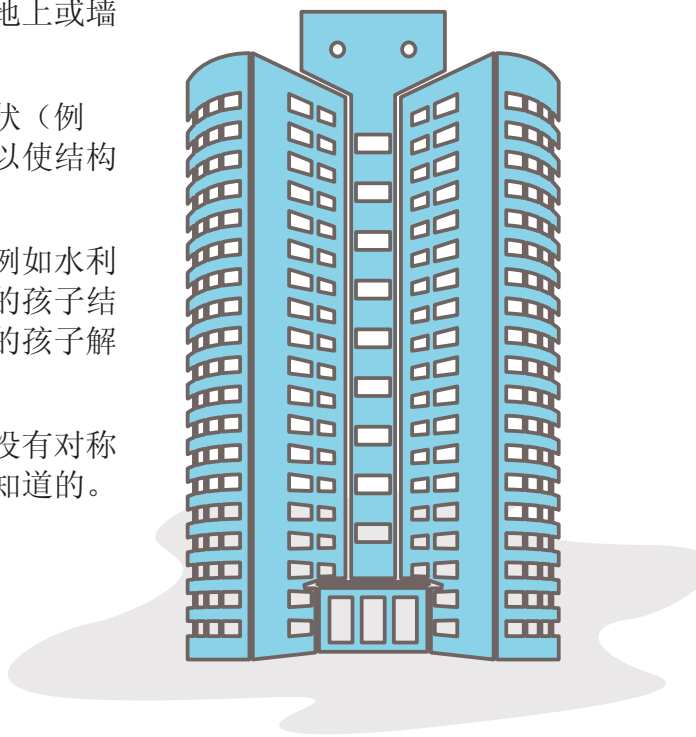 地上或墙
状（例
以使结构
例如水利
的孩子结
的孩子解
没有对称
知道的。